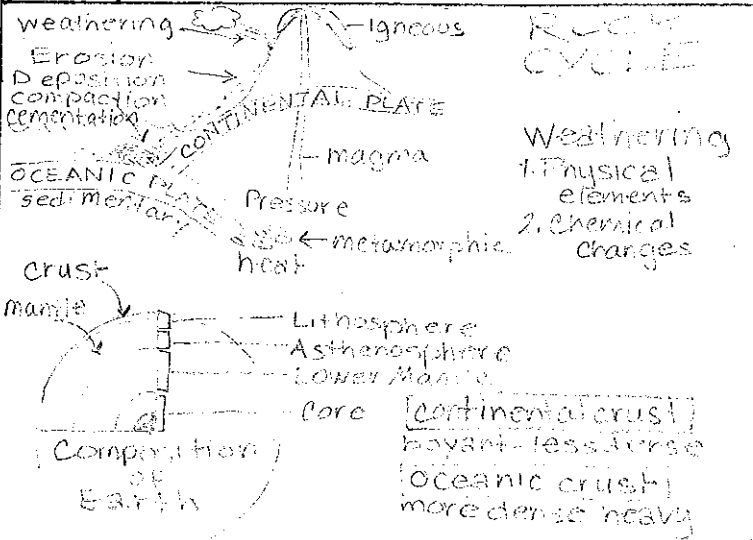 weathering
Igneous
ROCK
CYCLE
Erosion
Deposition
compaction
cementation
CONTINENTAL PLATE
magma
Weathering
1. Physical
elements
2. Chemical
changes
OCEANIC PLATE
sedimentary
Pressure
metamorphic
heat
crust
mantle
Lithosphere
Asthenosphere
Lower Mantle
Core
Composition
of
Earth
continental crust
boyant-less dense
oceanic crust
more dense heavy